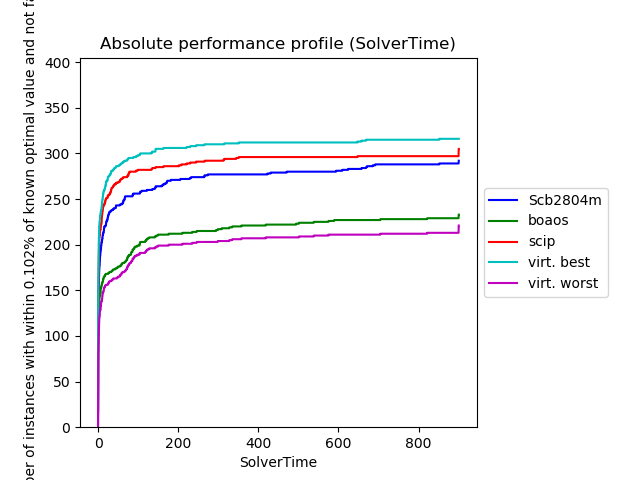 Absolute performance profile (SolverTime)
of instances with within 0.102% of known optimal value and not
400
350
300
250
200
150
100
50
0
0 200 400 600 800
SolverTime
Scb2804m
boaos
scip
virt. best
virt. worst